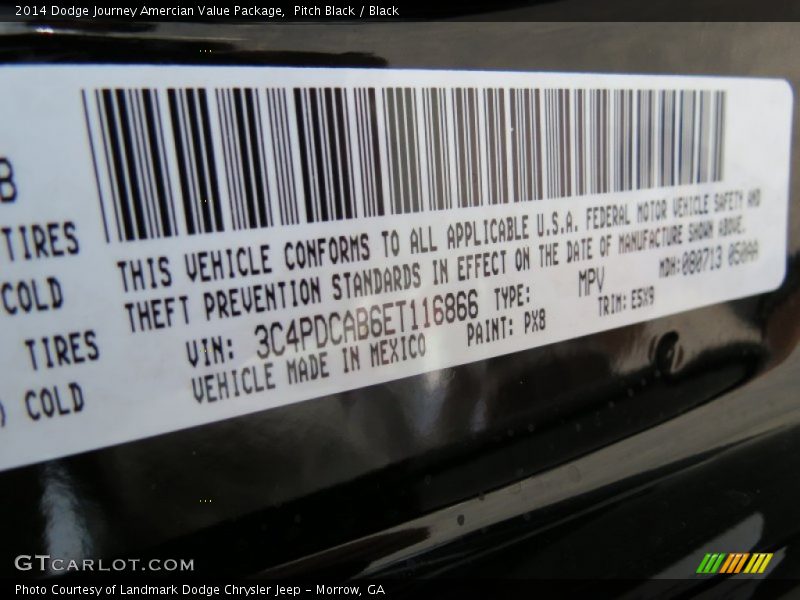 2014 Dodge Journey Amercian Value Package,  Pitch Black / Black
B
TIRES
COLD
TIRES
) COLD
THIS VEHICLE CONFORMS TO ALL APPLICABLE U.S.A. FEDERAL MOTOR VEHICLE SAFETY AND
THEFT PREVENTION STANDARDS IN EFFECT ON THE DATE OF MANUFACTURE SHOWN ABOVE.
MDH:080713 050AA
VIN: 3C4PDCAB6ET116866 TYPE: MPV
VEHICLE MADE IN MEXICO PAINT: PX8 TRIM: E5X9
GTCARLOT.COM
Photo Courtesy of Landmark Dodge Chrysler Jeep - Morrow, GA